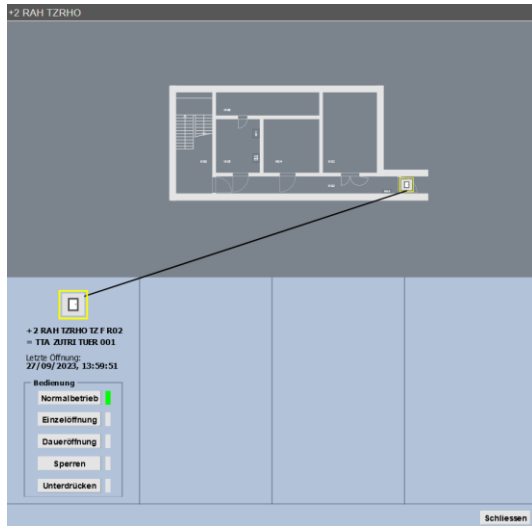 +2 RAH TZRHO
+2 RAH TZRHO TZ F R02
= TTA ZUTRI TUER 001
Letzte Öffnung:
27/09/2023, 13:59:51
Bedienung
Normalbetrieb
Einzelöffnung
Daueröffnung
Sperren
Unterdrücken
Schliessen